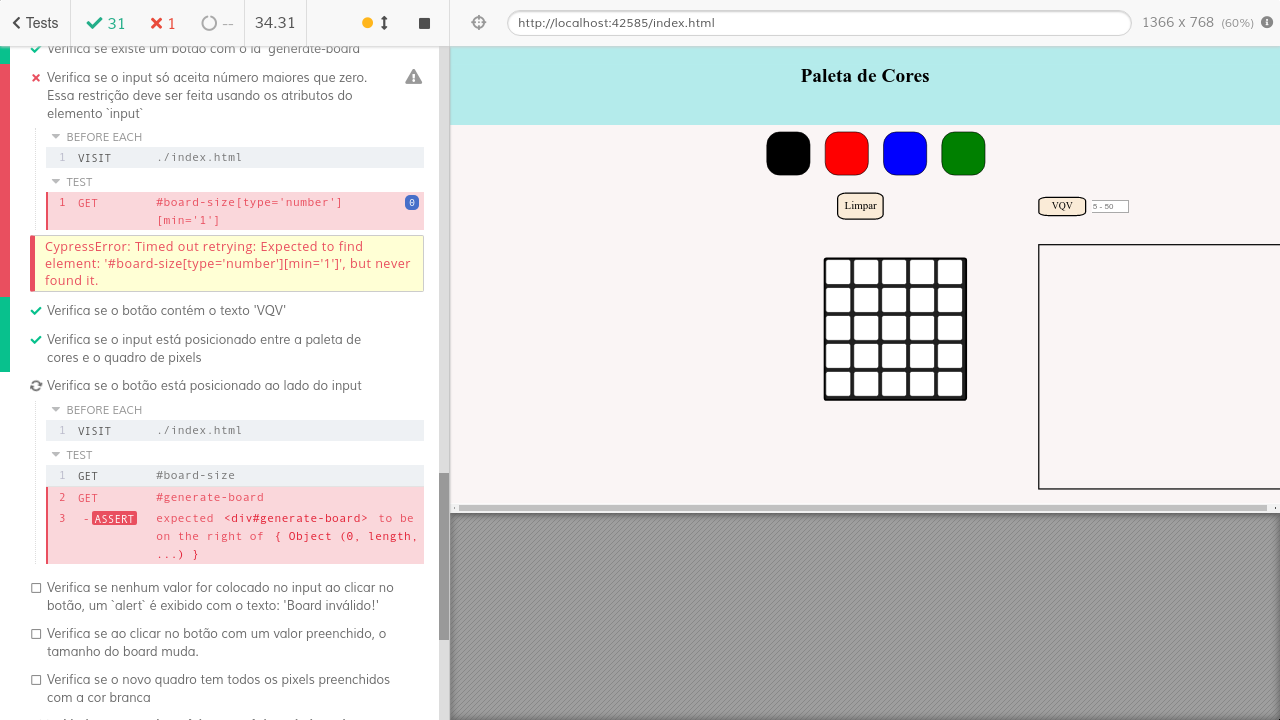 Tests
31
1
--
34.31
http://localhost:42585/index.html
1366 x 768 (60%)
Verifica se existe um botão com o id `generate-board`
Verifica se o input só aceita número maiores que zero.
Essa restrição deve ser feita usando os atributos do
elemento `input`
BEFORE EACH
1 VISIT ./index.html
TEST
1 GET #board-size[type='number']
[min='1']
0
CypressError: Timed out retrying: Expected to find
element: '#board-size[type='number'][min='1']', but never
found it.
Verifica se o botão contém o texto 'VQV'
Verifica se o input está posicionado entre a paleta de
cores e o quadro de pixels
Verifica se o botão está posicionado ao lado do input
BEFORE EACH
1 VISIT ./index.html
TEST
1 GET #board-size
2 GET #generate-board
3 - ASSERT expected <div#generate-board> to be
on the right of { Object (0, length,
...) }
Verifica se nenhum valor for colocado no input ao clicar no
botão, um `alert` é exibido com o texto: 'Board inválido!'
Verifica se ao clicar no botão com um valor preenchido, o
tamanho do board muda.
Verifica se o novo quadro tem todos os pixels preenchidos
com a cor branca
Paleta de Cores
Limpar
VQV
5 - 50